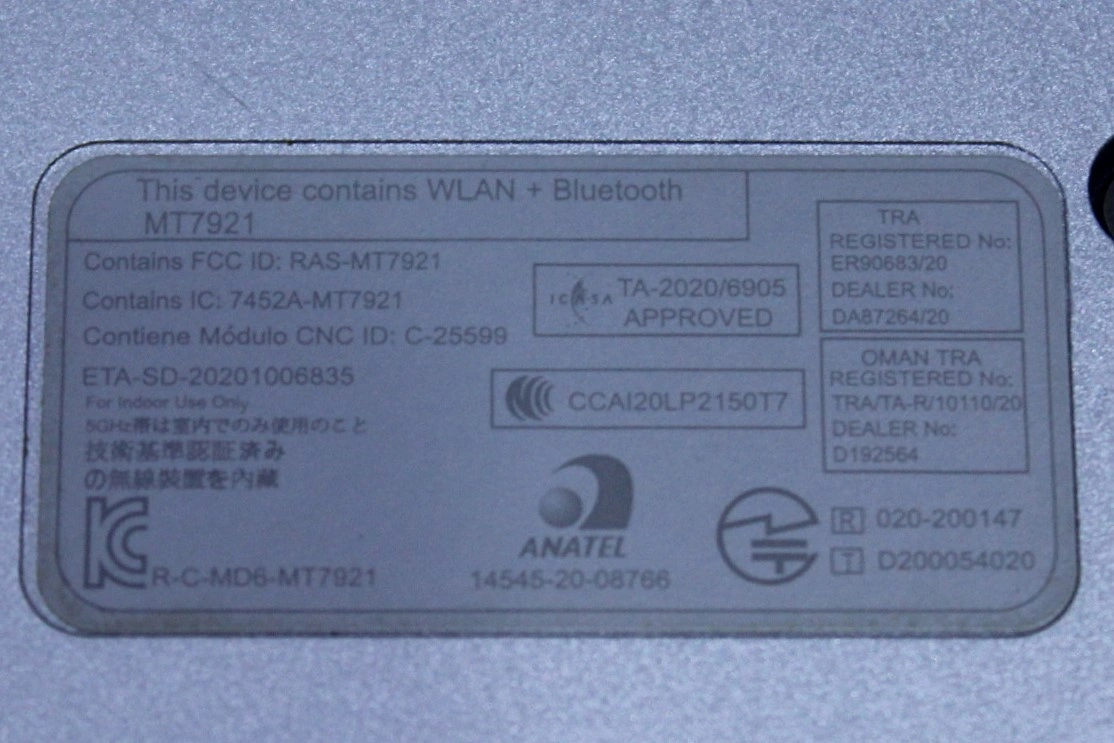 This device contains WLAN + Bluetooth
MT7921
Contains FCC ID: RAS-MT7921
Contains IC: 7452A-MT7921
Contiene Módulo CNC ID: C-25599
ETA-SD-20201006835
For Indoor Use Only
5GHz帯は室内でのみ使用のこと
技術基準認証済み
の無線装置を内蔵
R-C-MD6-MT7921
ICASA TA-2020/6905
APPROVED
CCAI20LP2150T7
ANATEL
14545-20-08766
TRA
REGISTERED No:
ER90683/20
DEALER No:
DA87264/20
OMAN TRA
REGISTERED No:
TRA/TA-R/10110/20
DEALER No:
D192564
R 020-200147
T D200054020